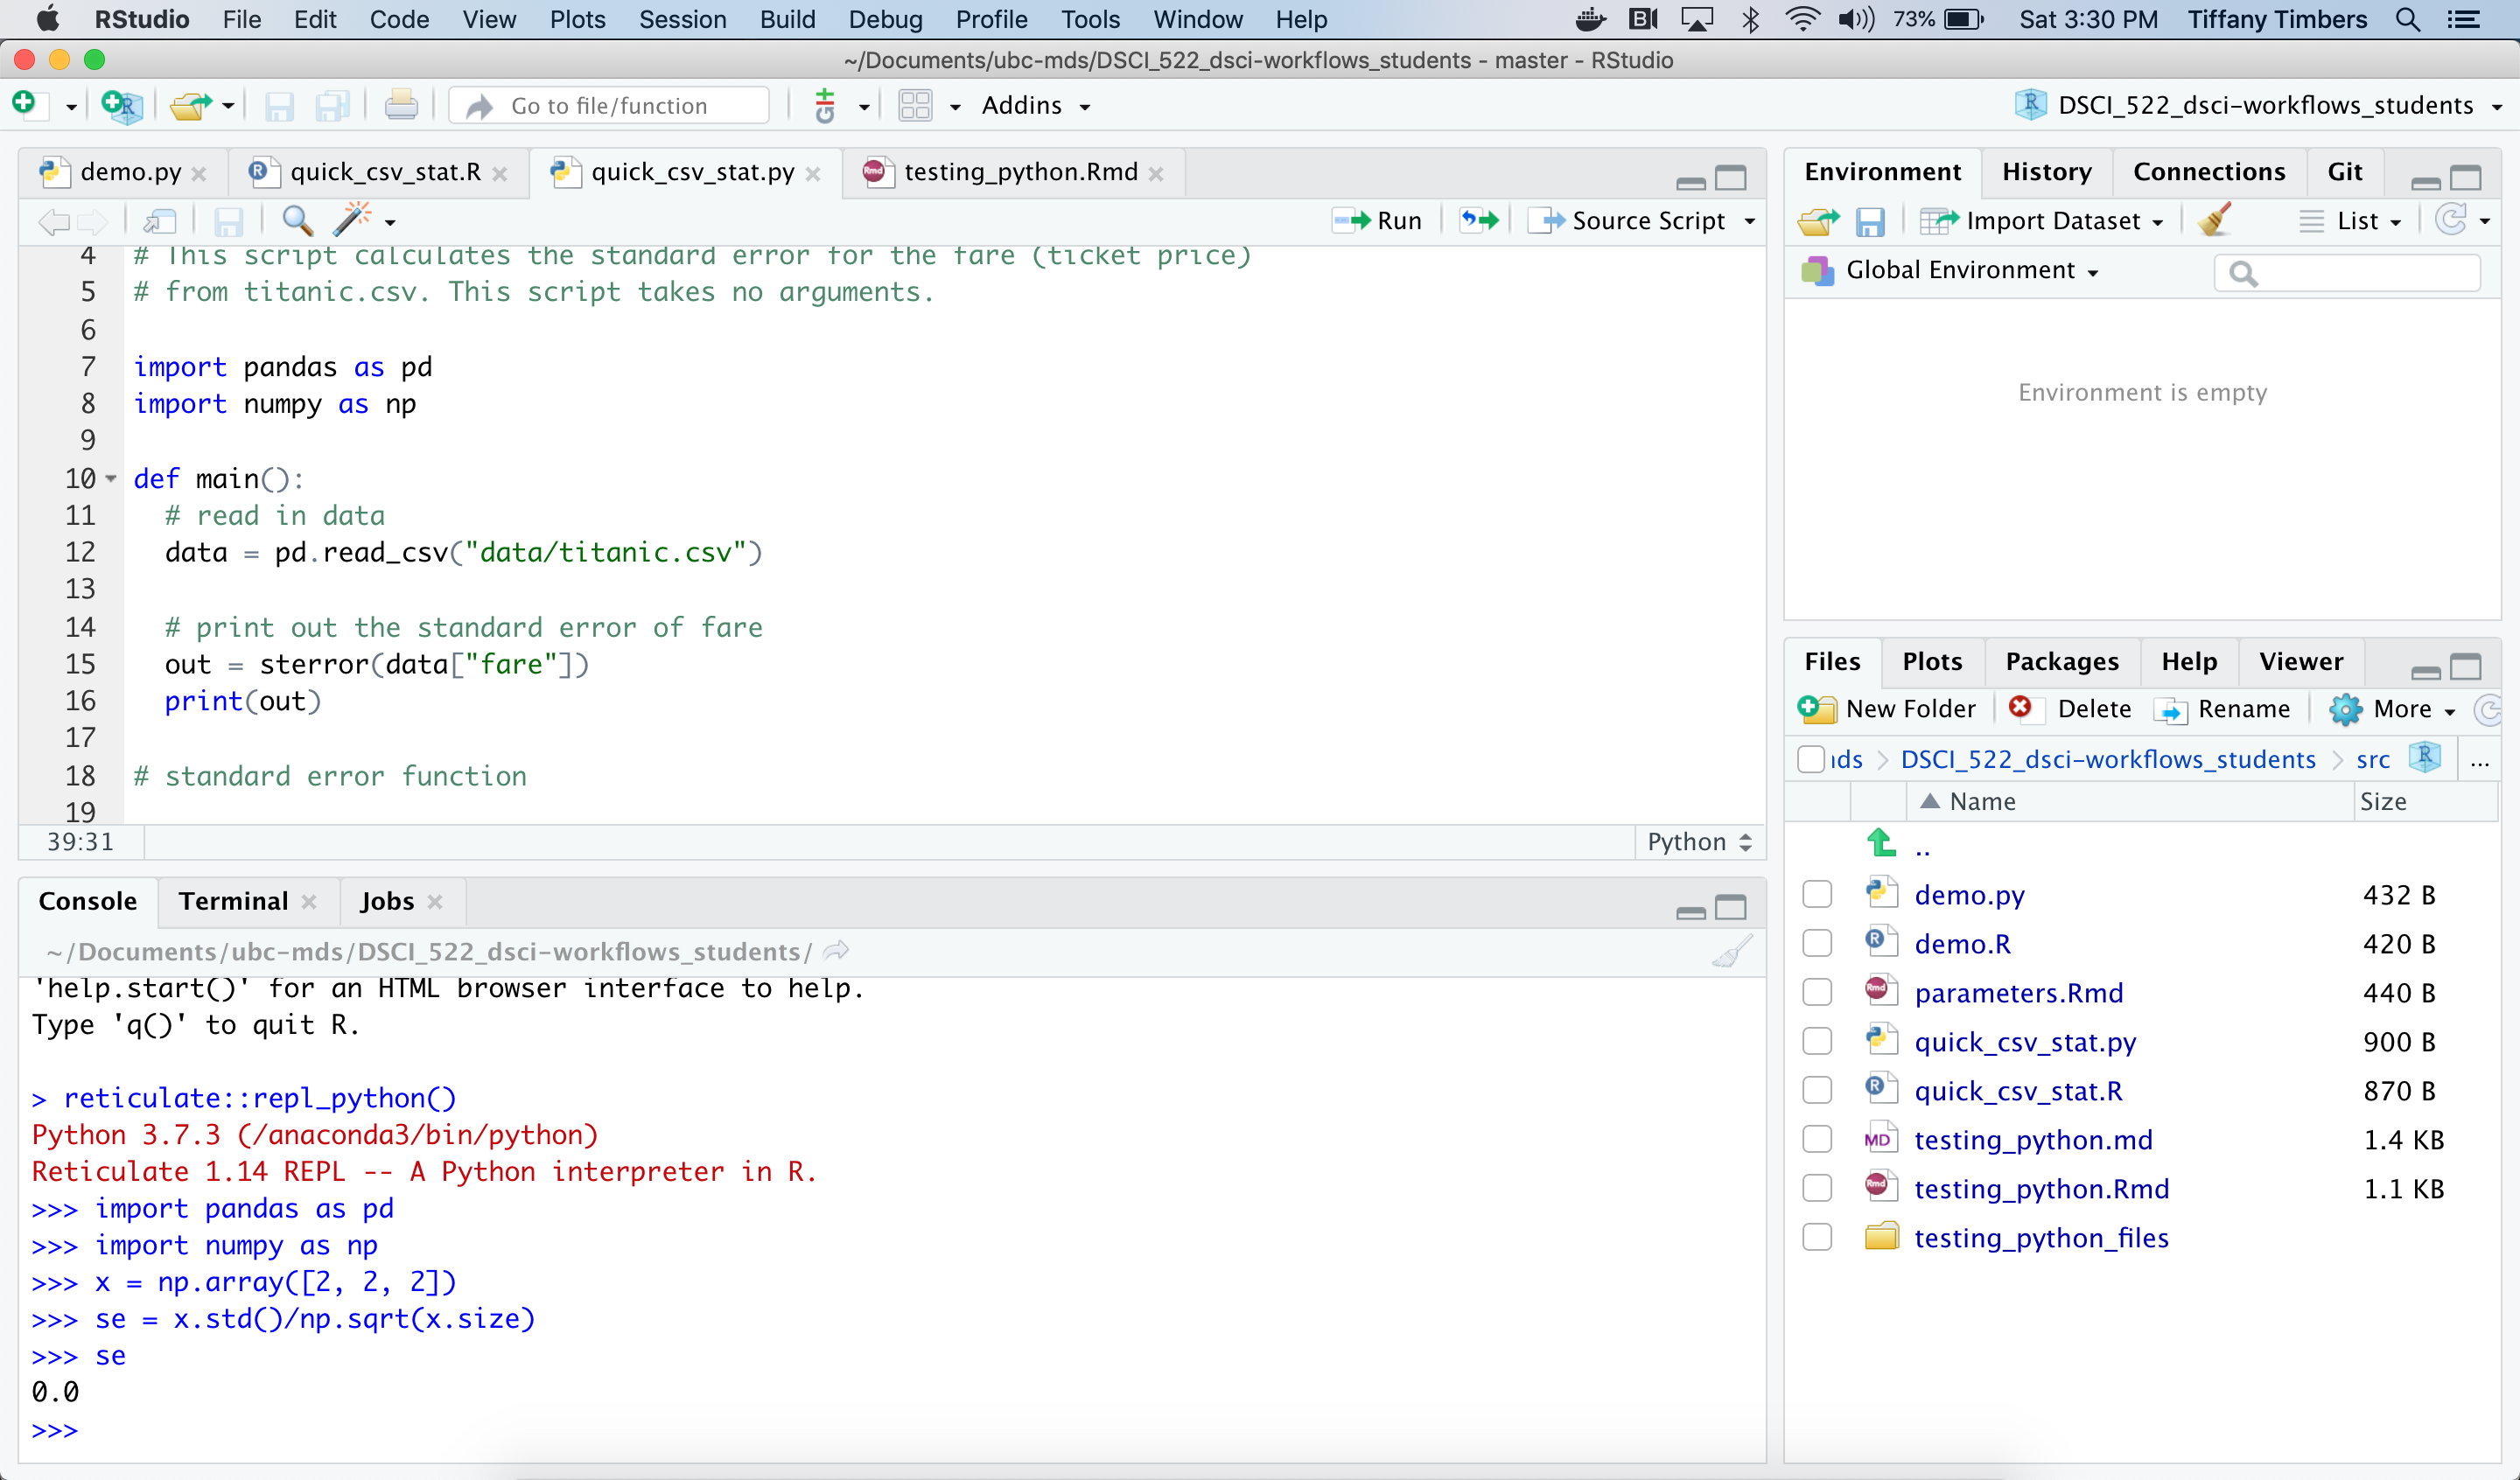 RStudio File Edit Code View Plots Session Build Debug Profile Tools Window Help 73% Sat 3:30 PM Tiffany Timbers
~/Documents/ubc-mds/DSCI_522_dsci-workflows_students - master - RStudio
Go to file/function Addins DSCI_522_dsci-workflows_students
demo.py quick_csv_stat.R quick_csv_stat.py testing_python.Rmd
Run Source Script
4 # This script calculates the standard error for the fare (ticket price)
5 # from titanic.csv. This script takes no arguments.
6
7 import pandas as pd
8 import numpy as np
9
10 def main():
11 # read in data
12 data = pd.read_csv("data/titanic.csv")
13
14 # print out the standard error of fare
15 out = sterror(data["fare"])
16 print(out)
17
18 # standard error function
19
39:31 Python
Console Terminal Jobs
~/Documents/ubc-mds/DSCI_522_dsci-workflows_students/
'help.start()' for an HTML browser interface to help.
Type 'q()' to quit R.
> reticulate::repl_python()
Python 3.7.3 (/anaconda3/bin/python)
Reticulate 1.14 REPL -- A Python interpreter in R.
>>> import pandas as pd
>>> import numpy as np
>>> x = np.array([2, 2, 2])
>>> se = x.std()/np.sqrt(x.size)
>>> se
0.0
>>>
Environment History Connections Git
Import Dataset List
Global Environment
Environment is empty
Files Plots Packages Help Viewer
New Folder Delete Rename More
DSCI_522_dsci-workflows_students src ...
Name Size
..
demo.py 432 B
demo.R 420 B
parameters.Rmd 440 B
quick_csv_stat.py 900 B
quick_csv_stat.R 870 B
testing_python.md 1.4 KB
testing_python.Rmd 1.1 KB
testing_python_files